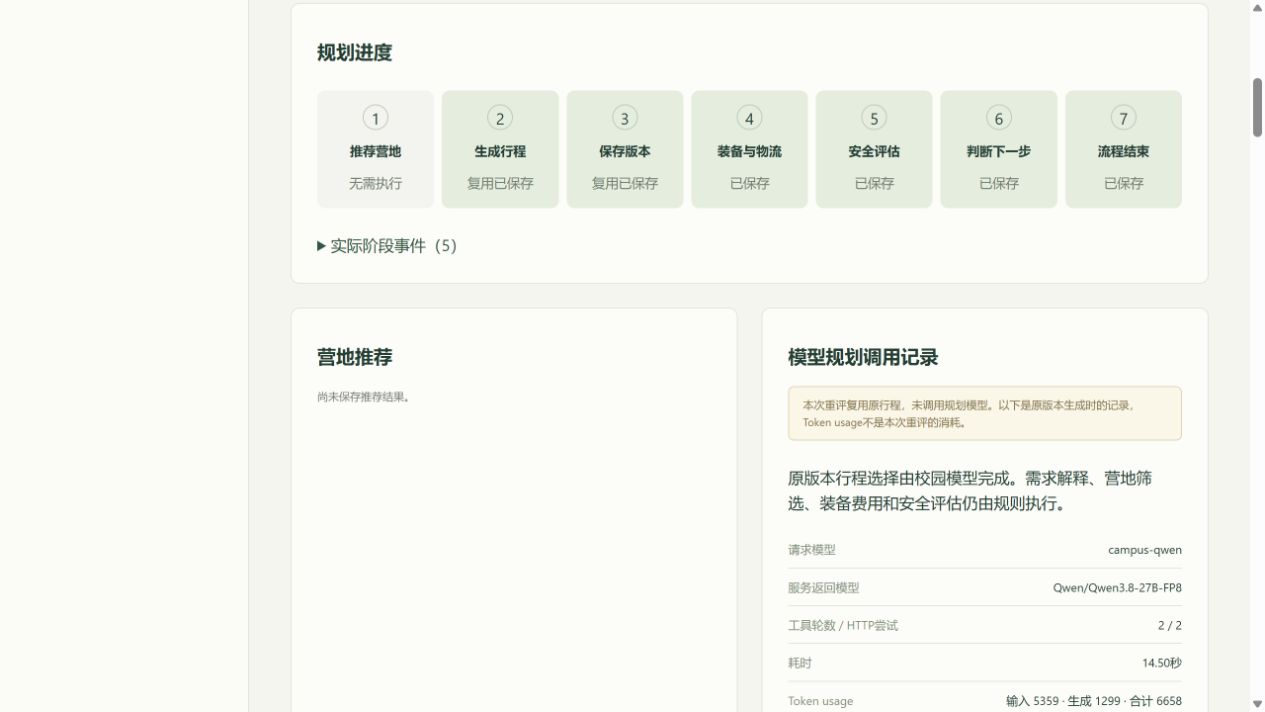 规划进度
1
推荐营地
无需执行
2
生成行程
复用已保存
3
保存版本
复用已保存
4
装备与物流
已保存
5
安全评估
已保存
6
判断下一步
已保存
7
流程结束
已保存
▶ 实际阶段事件（5）
营地推荐
尚未保存推荐结果。
模型规划调用记录
本次重评复用原行程，未调用规划模型。以下是原版本生成时的记录，
Token usage不是本次重评的消耗。
原版本行程选择由校园模型完成。需求解释、营地筛
选、装备费用和安全评估仍由规则执行。
请求模型 campus-qwen
服务返回模型 Qwen/Qwen3.8-27B-FP8
工具轮数 / HTTP尝试 2 / 2
耗时 14.50秒
Token usage 输入 5359 · 生成 1299 · 合计 6658